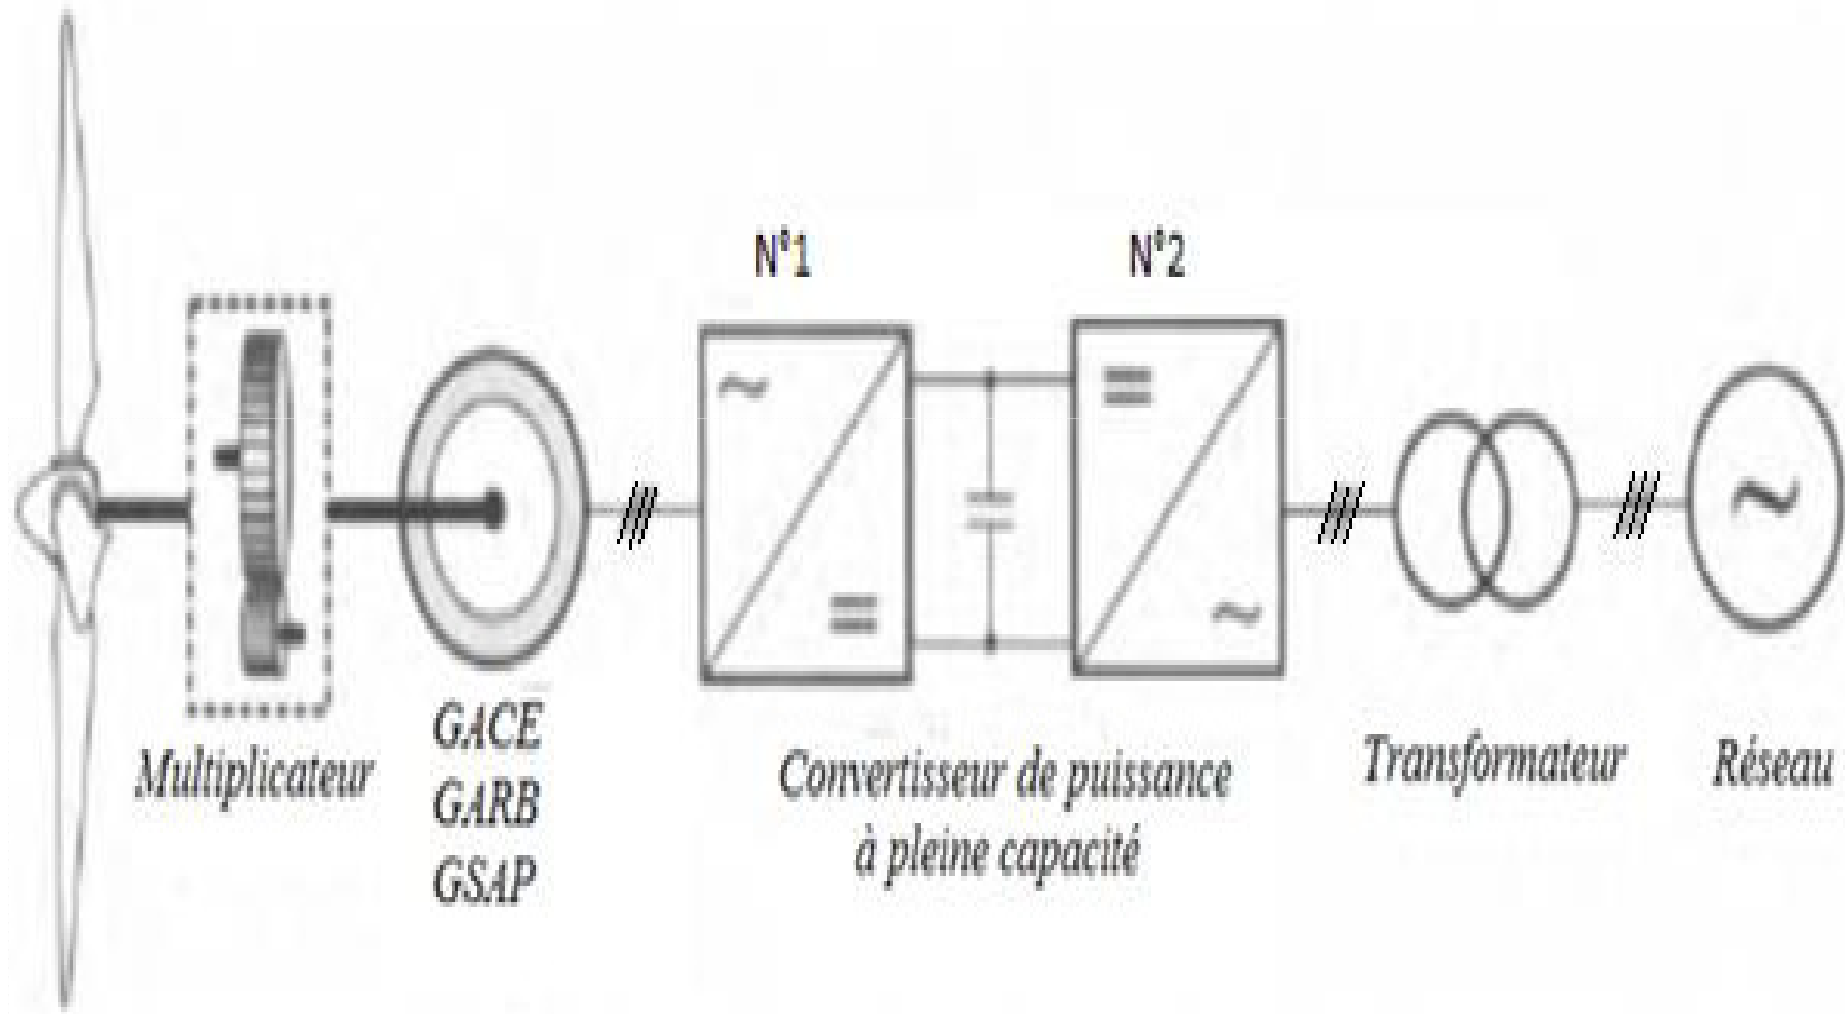 N°1
N°2
Multiplicateur
GACE
GARB
GSAP
Convertisseur de puissance
à pleine capacité
Transformateur
Réseau